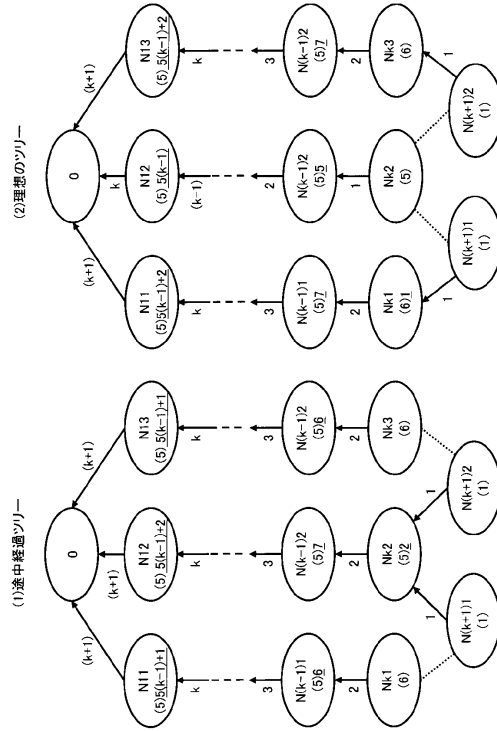 (1)途中経過ツリー
0
(k+1)
(k+1)
(k+1)
N11
(5)5(k−1)+1
N12
(5) 5(k−1)+2
N13
(5) 5(k−1)+1
k
k
k
3
3
3
N(k−1)1
(5)6
N(k−1)2
(5)7
N(k−1)2
(5)6
2
2
2
Nk1
(6)
Nk2
(5)2
Nk3
(6)
1
1
N(k+1)1
(1)
N(k+1)2
(1)
(2)理想のツリー
0
(k+1)
k
(k+1)
N11
(5)5(k−1)+2
N12
(5) 5(k−1)
N13
(5) 5(k−1)+2
k
(k−1)
k
3
2
3
N(k−1)1
(5)7
N(k−1)2
(5)5
N(k−1)2
(5)7
2
1
2
Nk1
(6)1
Nk2
(5)
Nk3
(6)
1
1
N(k+1)1
(1)
N(k+1)2
(1)